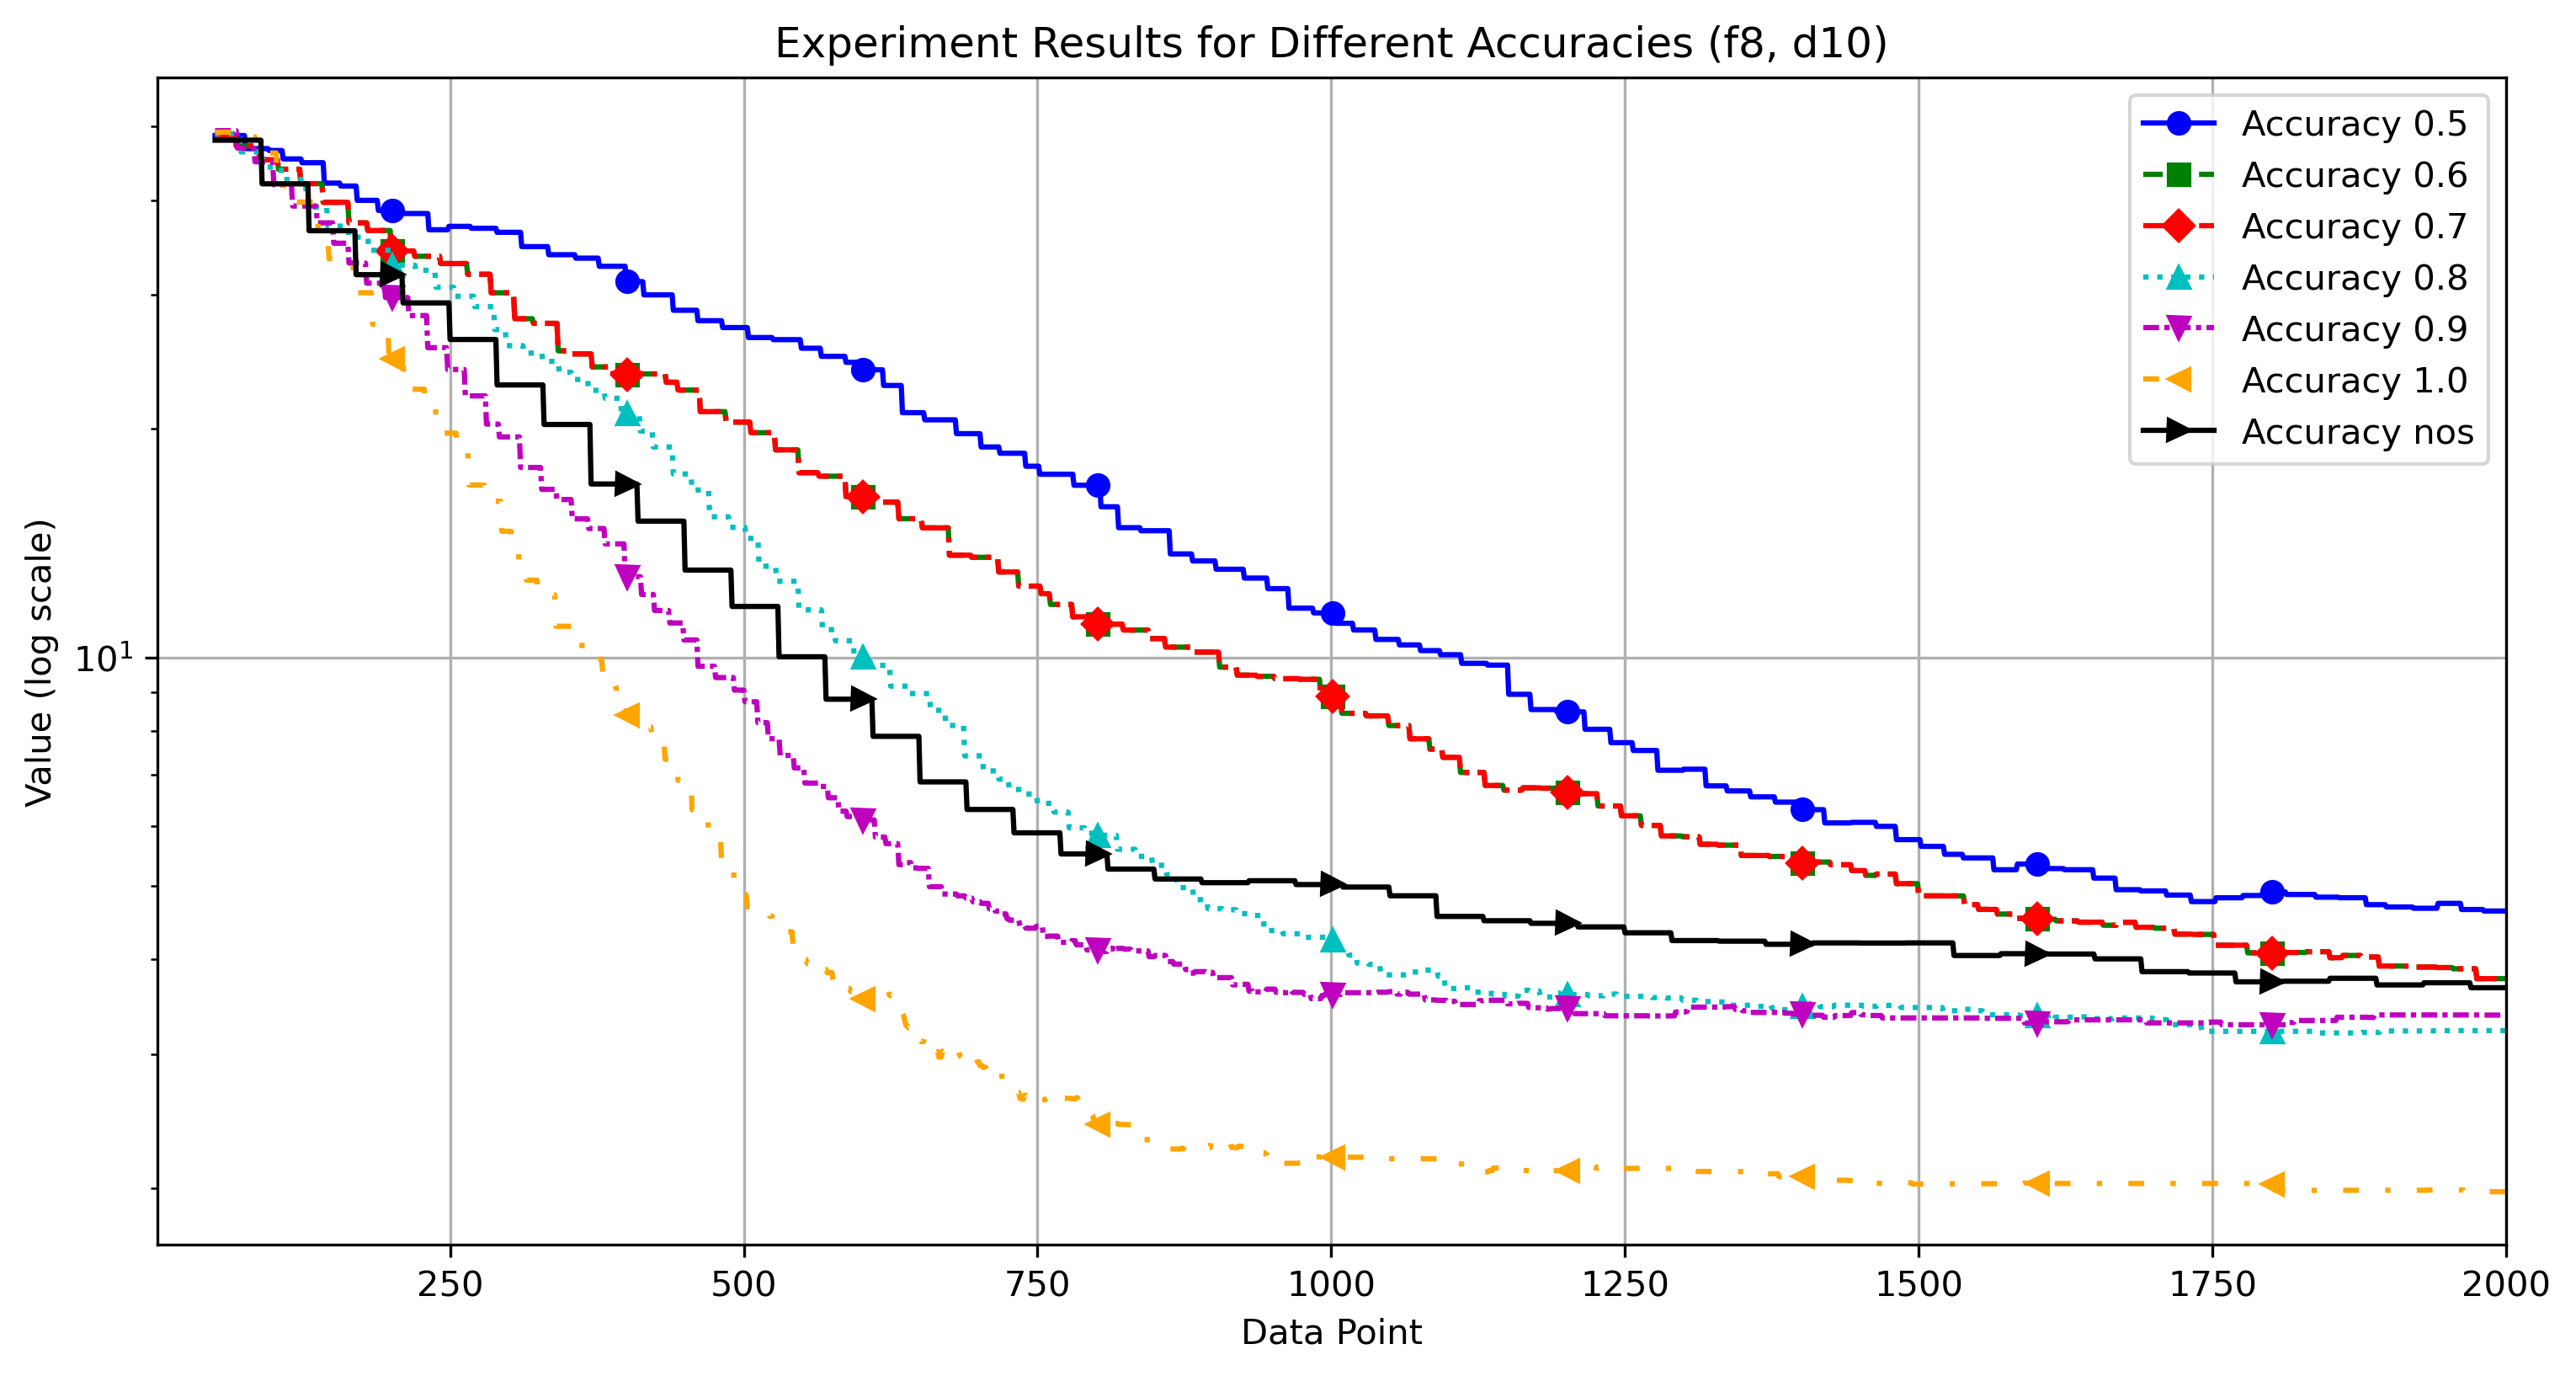 Experiment Results for Different Accuracies (f8, d10)
Value (log scale)
10¹
Accuracy 0.5
Accuracy 0.6
Accuracy 0.7
Accuracy 0.8
Accuracy 0.9
Accuracy 1.0
Accuracy nos
250 500 750 1000 1250 1500 1750 2000
Data Point